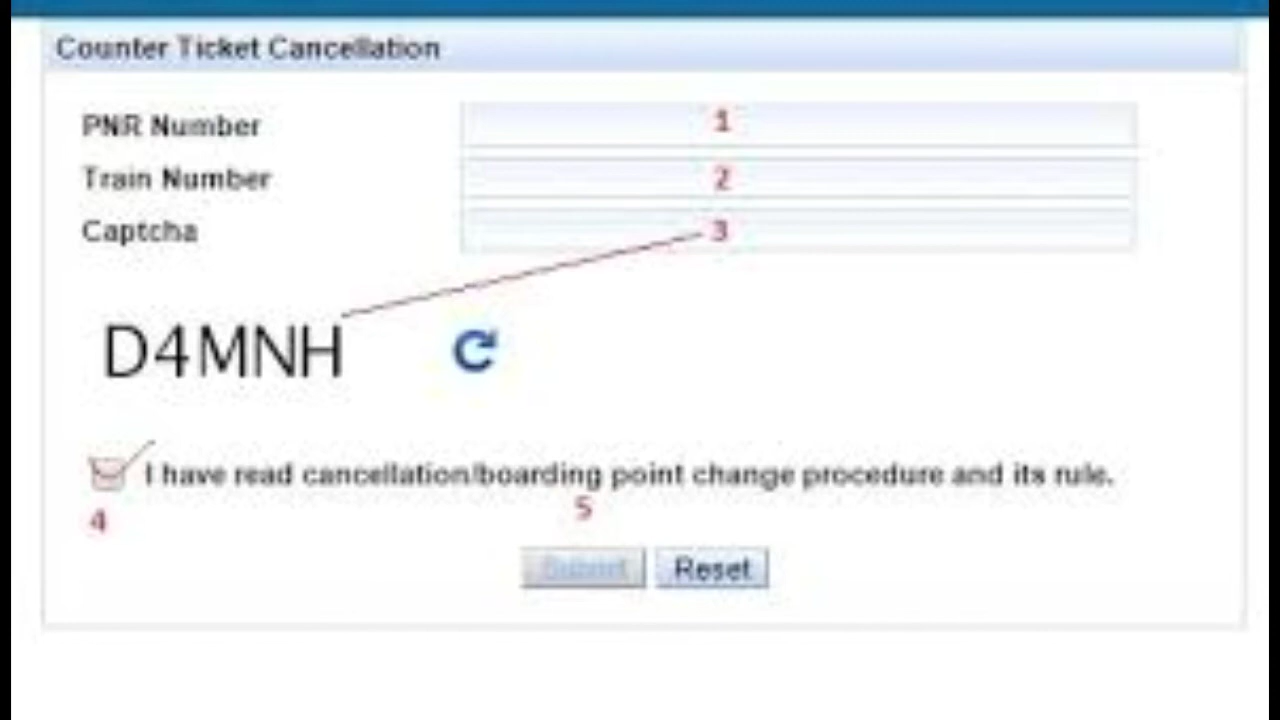 Counter Ticket Cancellation
PNR Number 1
Train Number 2
Captcha 3
D4MNH
I have read cancellation/boarding point change procedure and its rule.
4 5
Submit Reset